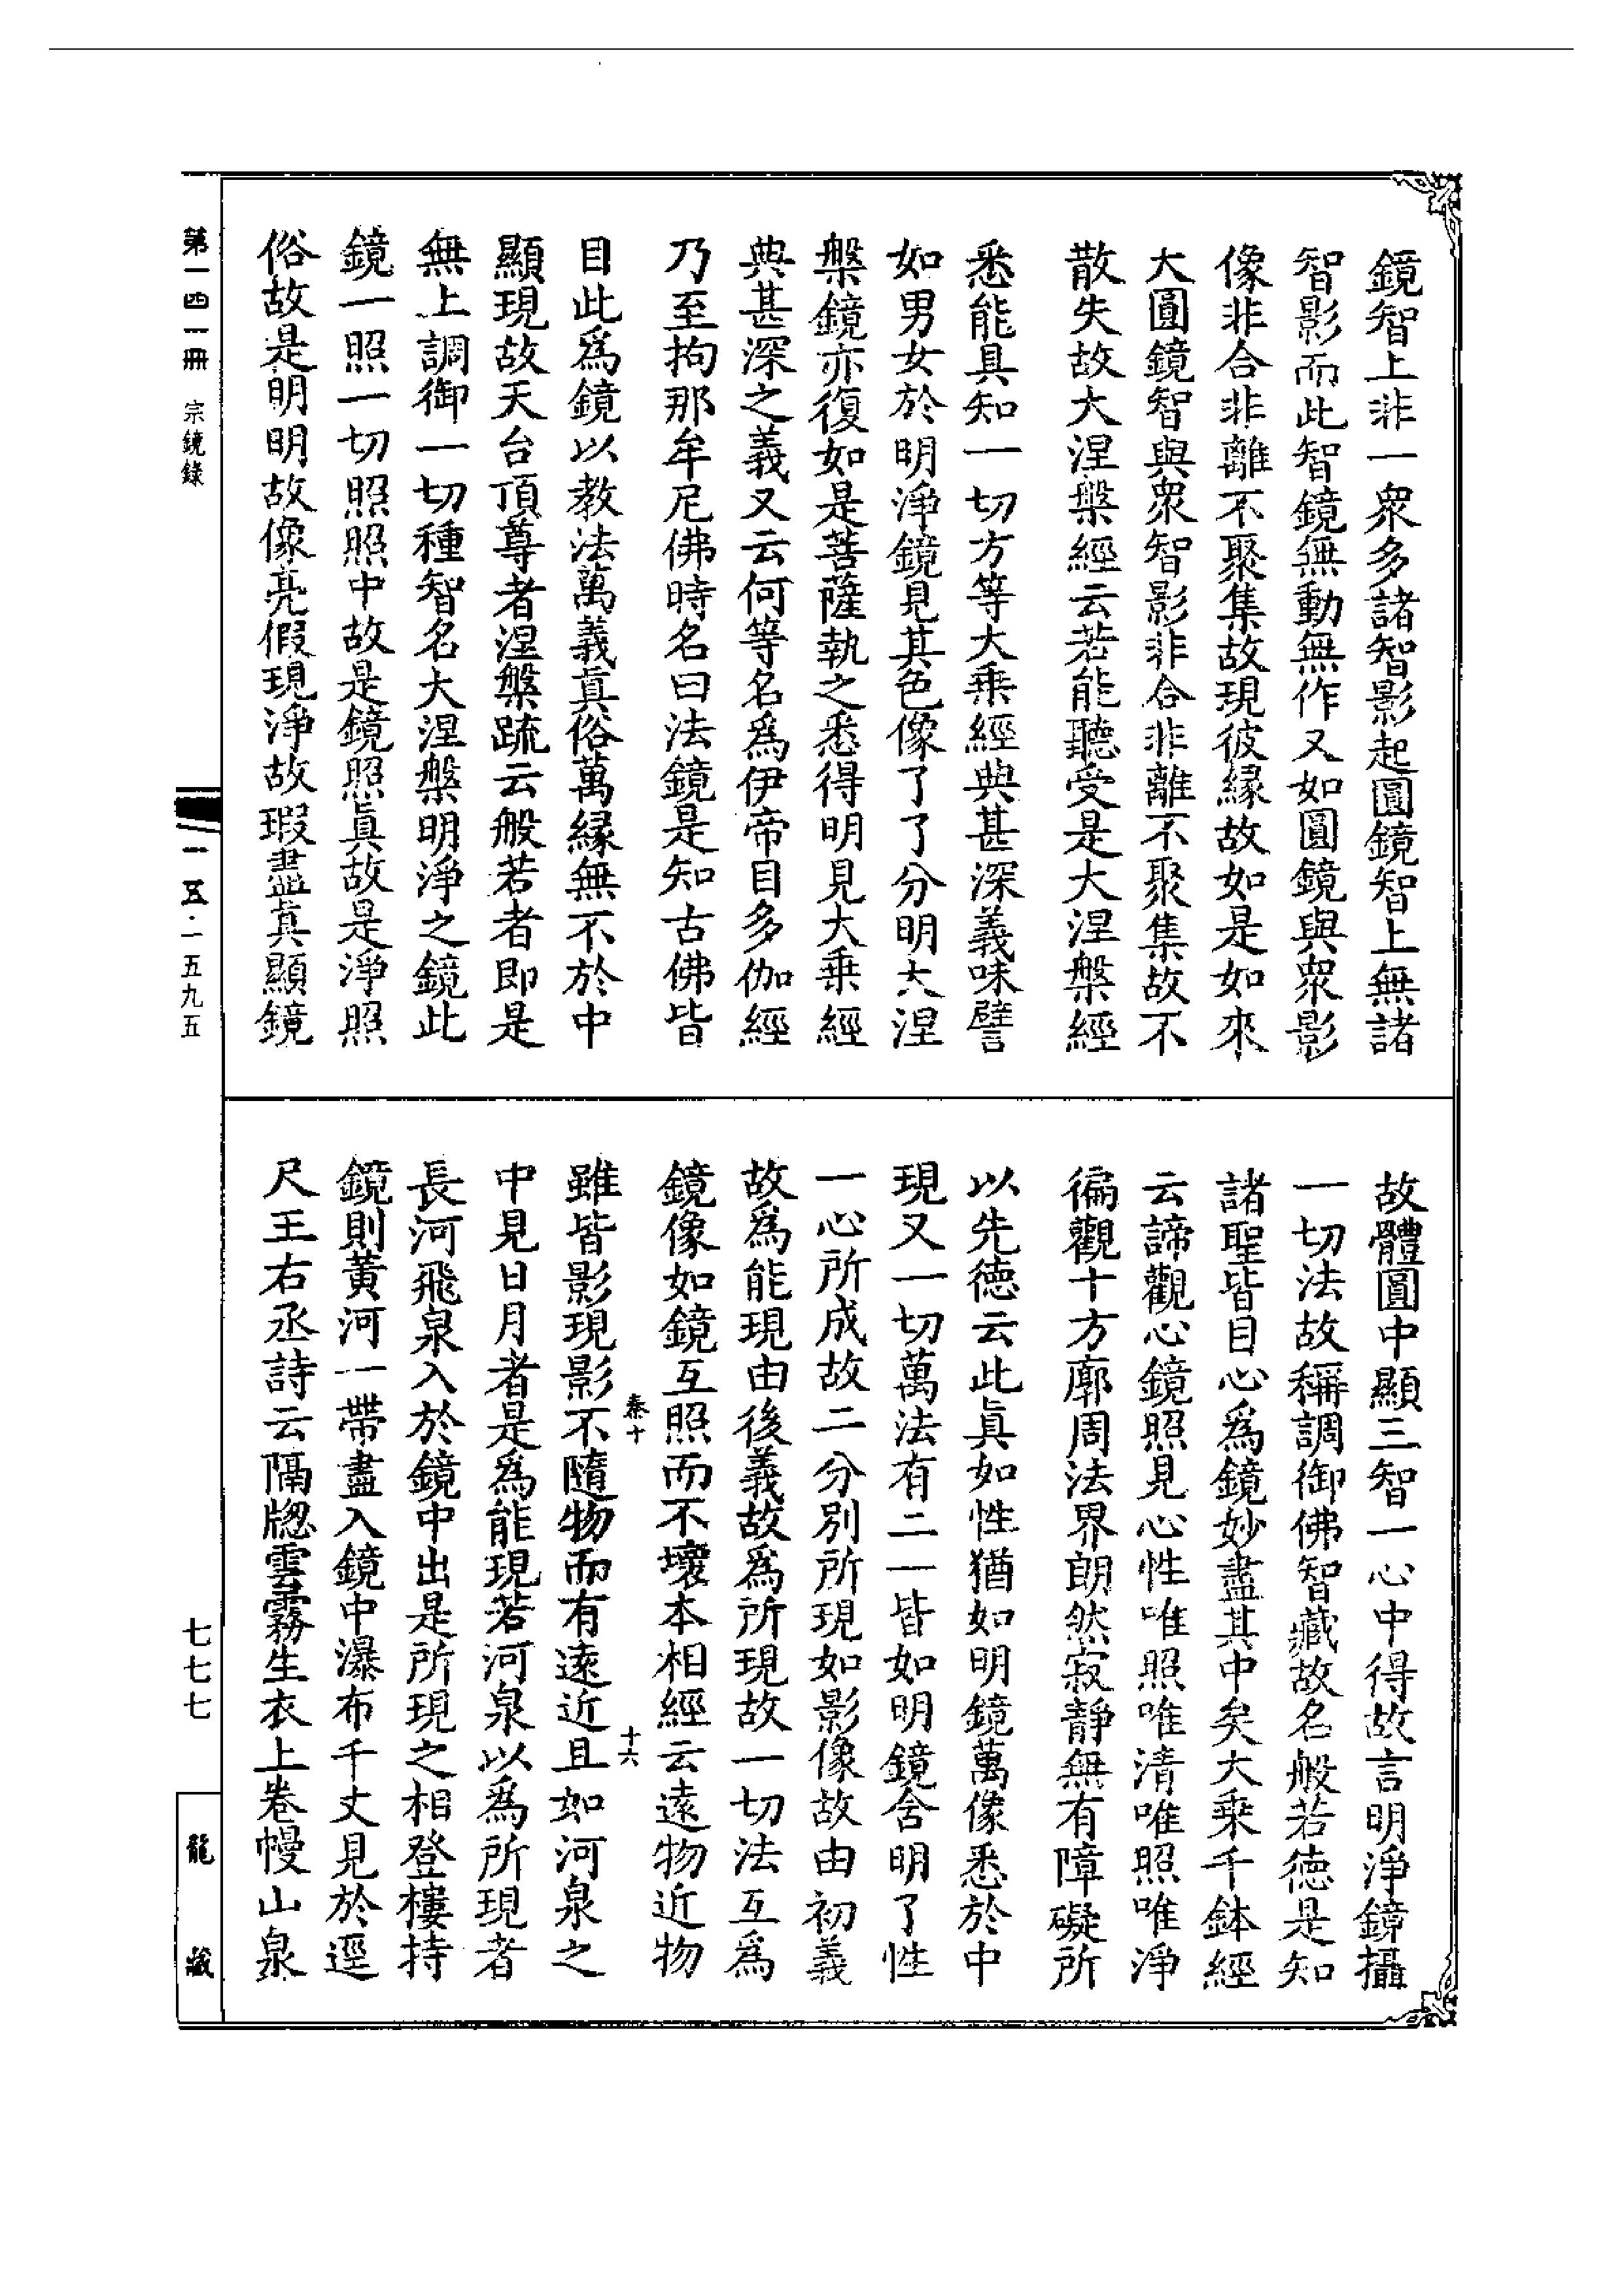 鏡智上非一衆多諸智影起圓鏡智上無諸
智影而此智鏡無動無作又如圓鏡與衆影
像非合非離不聚集故現彼縁故如是如來
大圓鏡智與衆智影非合非離不聚集故不
散失故大涅槃經云若能聽受是大涅槃經
悉能具知一切方等大乗經典甚深義味譬
如男女於明淨鏡見其色像了了分明大涅
槃鏡亦復如是菩薩執之悉得明見大乗經
典甚深之義又云何等名爲伊帝目多伽經
乃至拘那牟尼佛時名曰法鏡是知古佛皆
目此爲鏡以教法萬義真俗萬縁無不於中
顯現故天台頂尊者涅槃疏云般若者即是
無上調御一切種智名大涅槃明淨之鏡此
鏡一照一切照照中故是鏡照真故是淨照
俗故是明明故像亮假現淨故瑕盡真顯鏡
故體圓中顯三智一心中得故言明淨鏡攝
一切法故稱調御佛智藏故名般若徳是知
諸聖皆目心爲鏡妙盡其中矣大乗千鉢經
云諦觀心鏡照見心性唯照唯清唯照唯淨
徧觀十方廓周法界朗然寂靜無有障礙所
以先徳云此真如性猶如明鏡萬像悉於中
現又一切萬法有二一皆如明鏡含明了性
一心所成故二分別所現如影像故由初義
故爲能現由後義故爲所現故一切法互爲
鏡像如鏡互照而不壞本相經云遠物近物
秦十
十六
雖皆影現影不隨物而有遠近且如河泉之
中見日月者是爲能現若河泉以爲所現者
長河飛泉入於鏡中出是所現之相登樓持
鏡則黃河一帶盡入鏡中瀑布千丈見於逕
尺王右丞詩云隔牕雲霧生衣上卷幔山泉
第一四一冊 宗鏡錄
一五·一五九五
七七七
龍藏